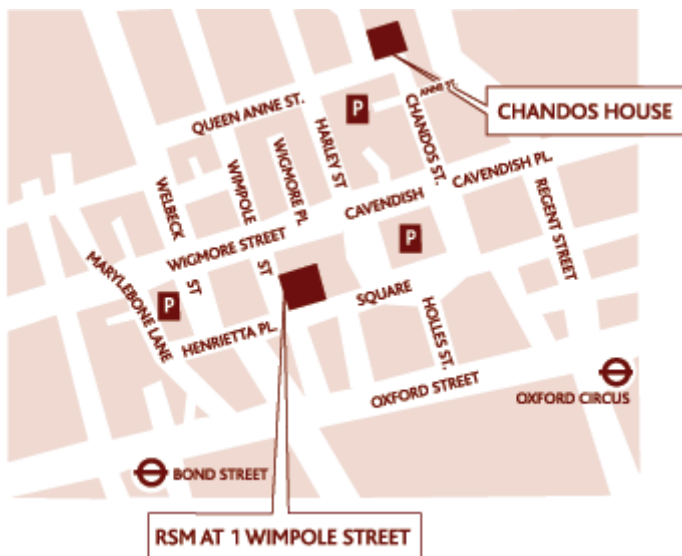 CHANDOS HOUSE
ANNE ST.
QUEEN ANNE ST.
P
HARLEY ST
CHANDOS ST.
WIGMORE PL
WIMPOLE
ST
WELBECK
ST
CAVENDISH
CAVENDISH PL.
REGENT STREET
WIGMORE STREET
P
MARYLEBONE LANE
P
SQUARE
HOLLES ST.
HENRIETTA PL.
OXFORD STREET
OXFORD CIRCUS
BOND STREET
RSM AT 1 WIMPOLE STREET